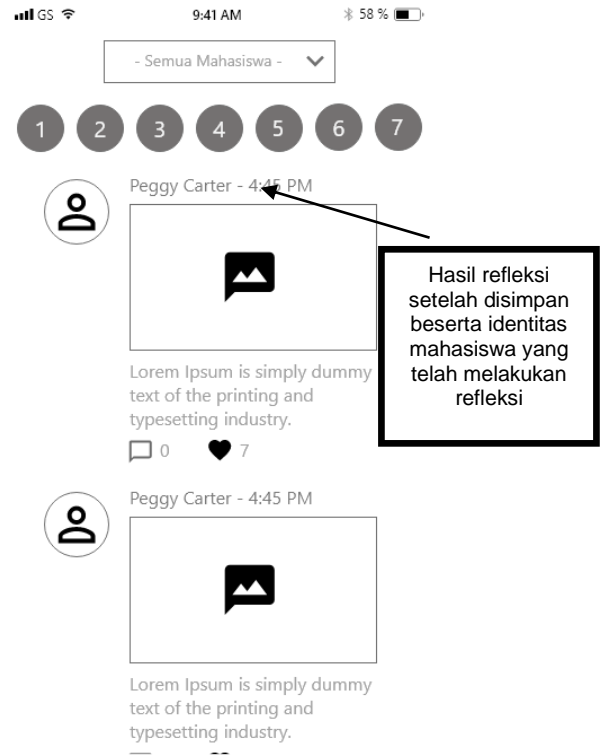 GS 9:41 AM 58 %
- Semua Mahasiswa -
1 2 3 4 5 6 7
Peggy Carter - 4:45 PM
Hasil refleksi
setelah disimpan
beserta identitas
mahasiswa yang
telah melakukan
refleksi
Lorem Ipsum is simply dummy
text of the printing and
typesetting industry.
0 7
Peggy Carter - 4:45 PM
Lorem Ipsum is simply dummy
text of the printing and
typesetting industry.